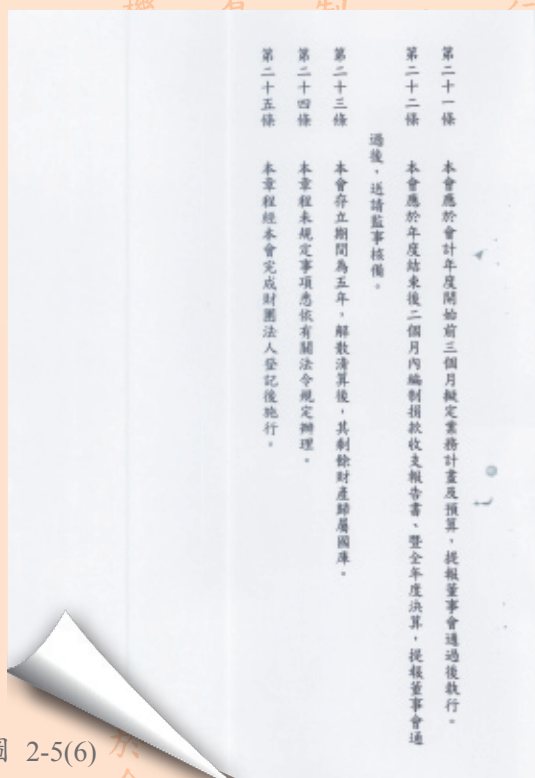 第二十一條 本會應於會計年度開始前三個月擬定業務計畫及預算，提報董事會通過後執行。
第二十二條 本會應於年度結束後二個月內編制捐款收支報告書、暨全年度決算，提報董事會通
過後，送請監事核備。
第二十三條 本會存立期間為五年，解散清算後，其剩餘財產歸屬國庫。
第二十四條 本章程未規定事項悉依有關法令規定辦理。
第二十五條 本章程經本會完成財團法人登記後施行。
圖 2-5(6)